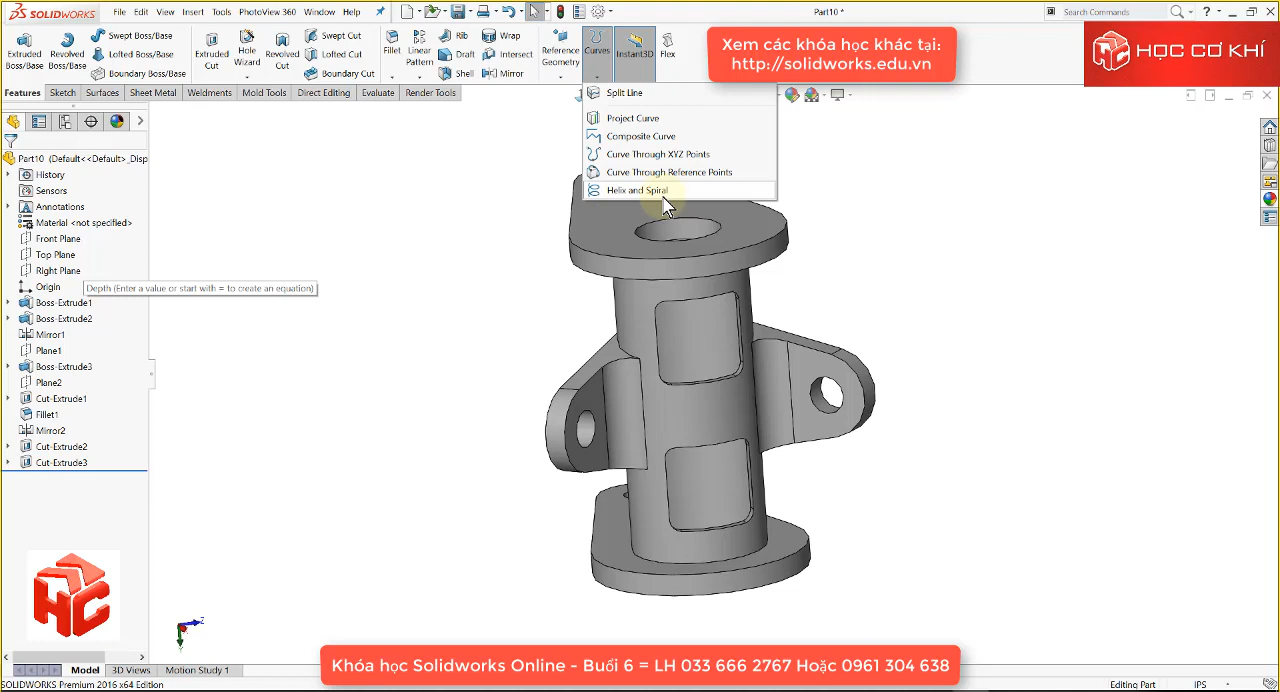 SOLIDWORKS
File Edit View Insert Tools PhotoView 360 Window Help
Part10 *
Search Commands
Extruded Boss/Base
Revolved Boss/Base
Swept Boss/Base
Lofted Boss/Base
Boundary Boss/Base
Extruded Cut
Hole Wizard
Revolved Cut
Swept Cut
Lofted Cut
Boundary Cut
Fillet
Linear Pattern
Rib
Draft
Shell
Wrap
Intersect
Mirror
Reference Geometry
Curves
Instant3D
Flex
Xem các khóa học khác tại:
http://solidworks.edu.vn
HC
HỌC CƠ KHÍ
Features Sketch Surfaces Sheet Metal Weldments Mold Tools Direct Editing Evaluate Render Tools
Split Line
Project Curve
Composite Curve
Curve Through XYZ Points
Curve Through Reference Points
Helix and Spiral
Part10 (Default<<Default>_Disp
History
Sensors
Annotations
Material <not specified>
Front Plane
Top Plane
Right Plane
Origin
Depth (Enter a value or start with = to create an equation)
Boss-Extrude1
Boss-Extrude2
Mirror1
Plane1
Boss-Extrude3
Plane2
Cut-Extrude1
Fillet1
Mirror2
Cut-Extrude2
Cut-Extrude3
HC
Z
Khóa học Solidworks Online - Buổi 6 = LH 033 666 2767 Hoặc 0961 304 638
Model 3D Views Motion Study 1
SOLIDWORKS Premium 2016 x64 Edition
Editing Part
IPS